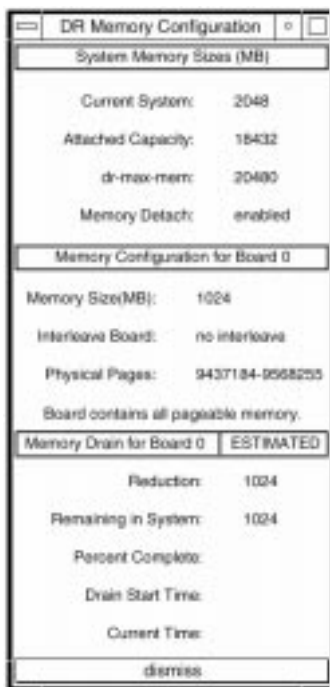 DR Memory Configuration
System Memory Sizes (MB)
Current System: 2048
Attached Capacity: 18432
dr-max-mem: 20480
Memory Detach: enabled
Memory Configuration for Board 0
Memory Size(MB): 1024
Interleave Board: no interleave
Physical Pages: 9437184-9568255
Board contains all pageable memory.
Memory Drain for Board 0 ESTIMATED
Reduction: 1024
Remaining in System: 1024
Percent Complete:
Drain Start Time:
Current Time:
dismiss